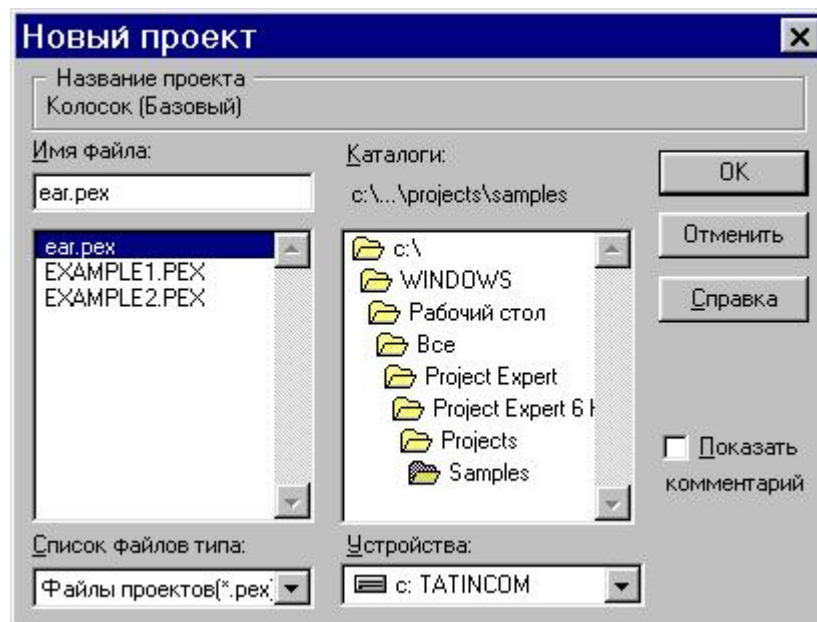 Новый проект
Название проекта
Колосок (Базовый)
Имя файла:
ear.pex
ear.pex
EXAMPLE1.PEX
EXAMPLE2.PEX
Список файлов типа:
Файлы проектов(*.pex)
Каталоги:
c:\...\projects\samples
c:\
WINDOWS
Рабочий стол
Все
Project Expert
Project Expert 6
Projects
Samples
Устройства:
c: TATINCOM
OK
Отменить
Справка
Показать
комментарий